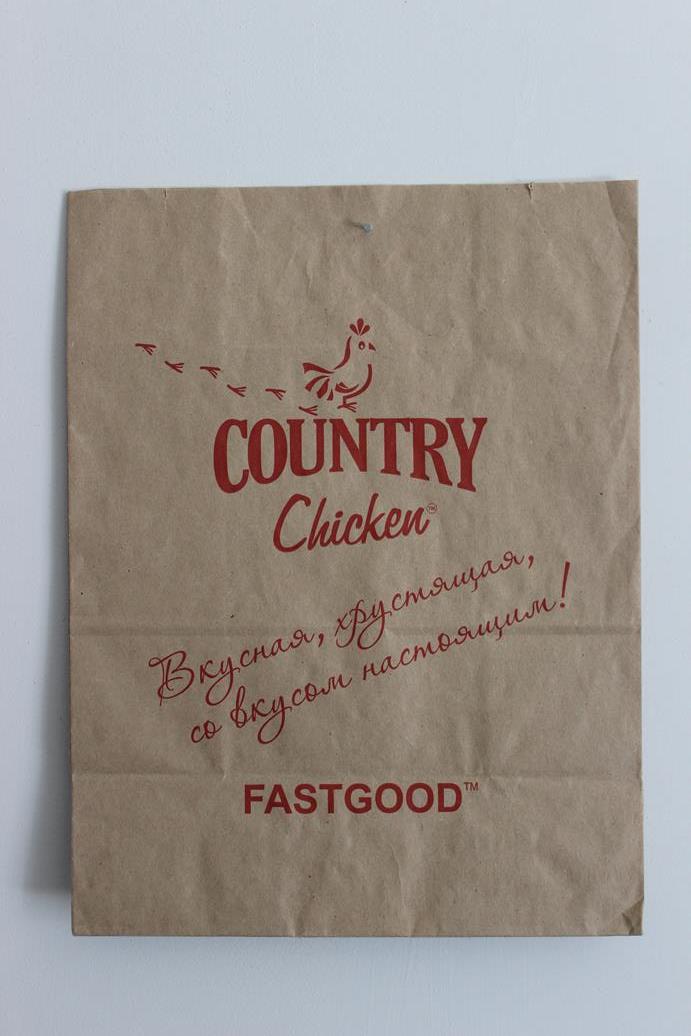 COUNTRY
Chicken®
Вкусная, хрустящая,
со вкусом настоящим!
FASTGOOD™